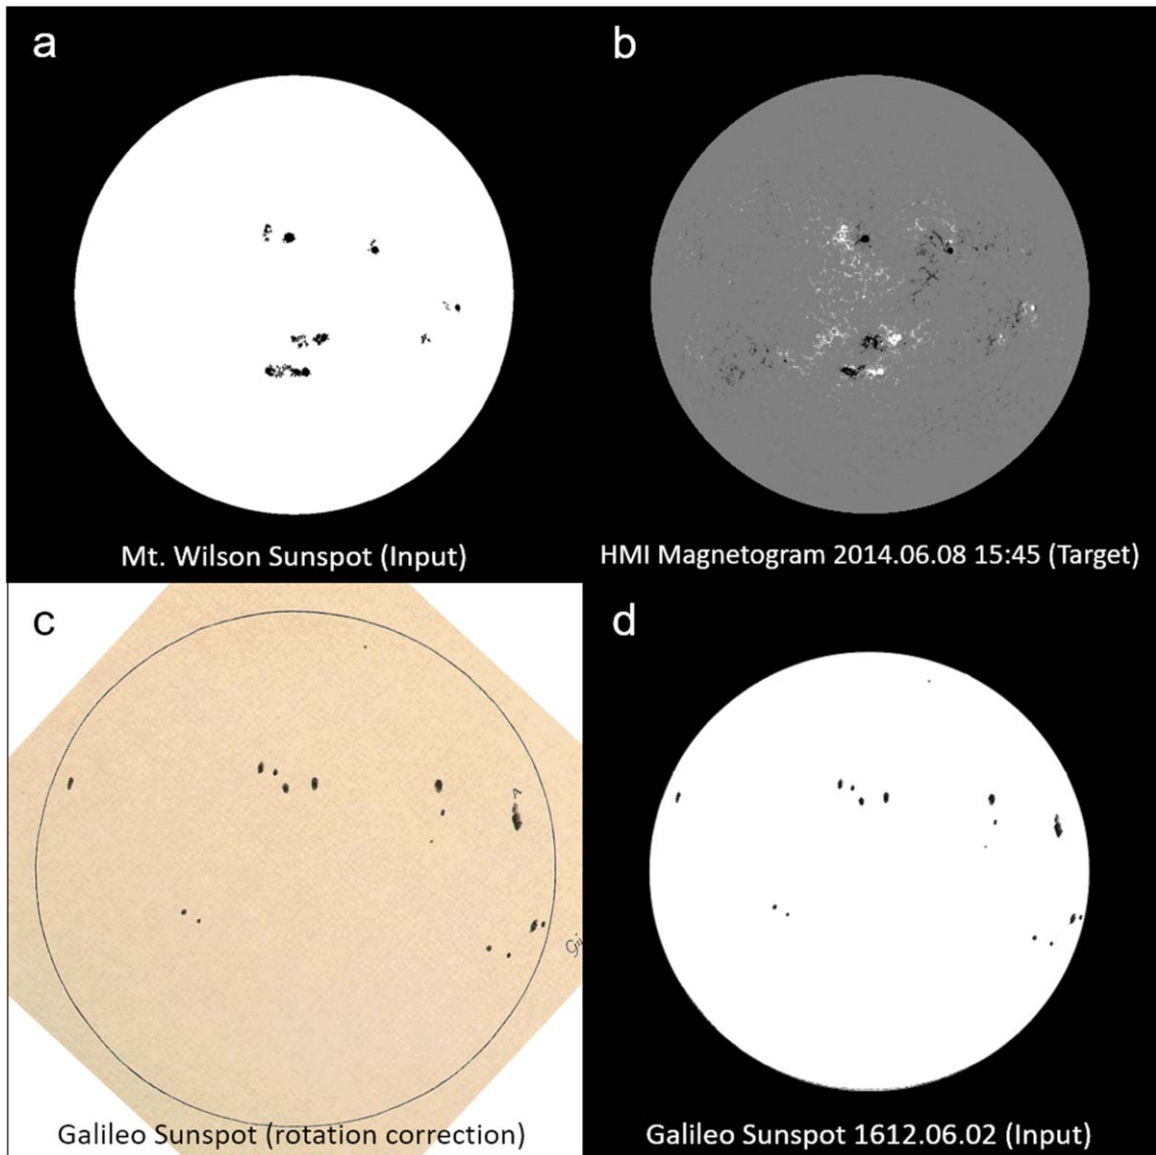 a
b
Mt. Wilson Sunspot (Input)
HMI Magnetogram 2014.06.08 15:45 (Target)
c
d
Galileo Sunspot (rotation correction)
Galileo Sunspot 1612.06.02 (Input)